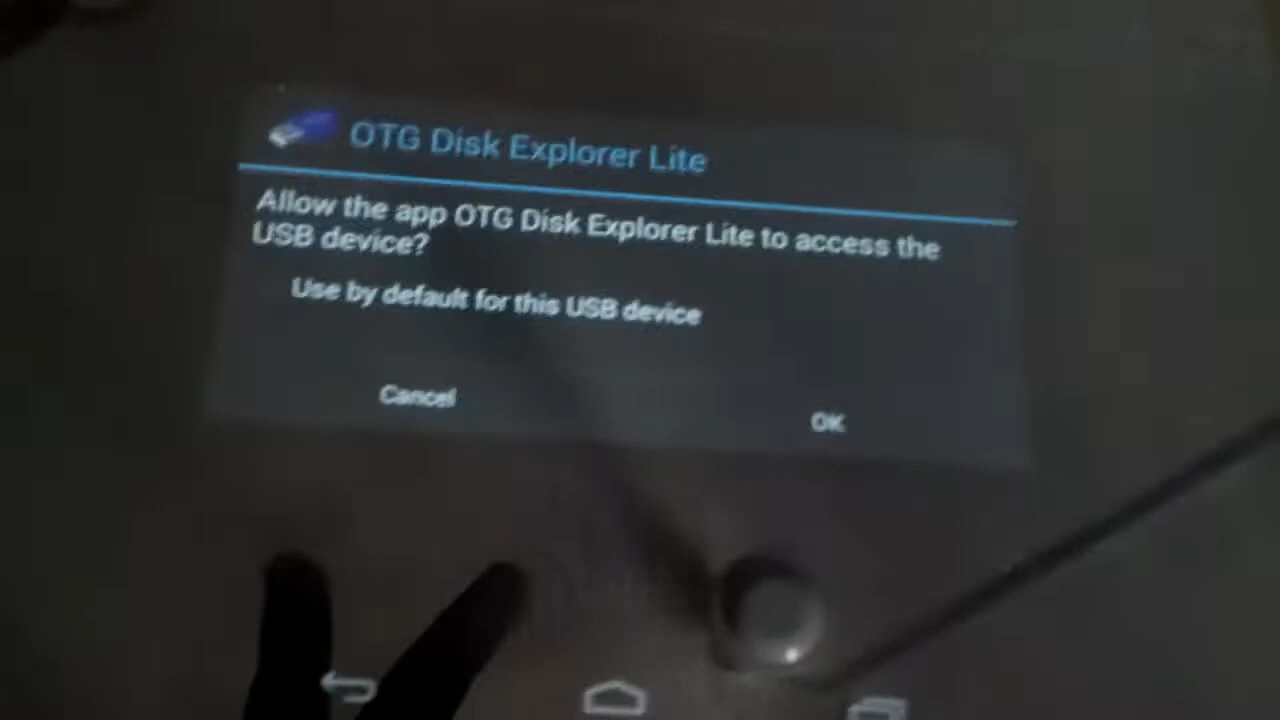 OTG Disk Explorer Lite
Allow the app OTG Disk Explorer Lite to access the
USB device?
Use by default for this USB device
Cancel
OK